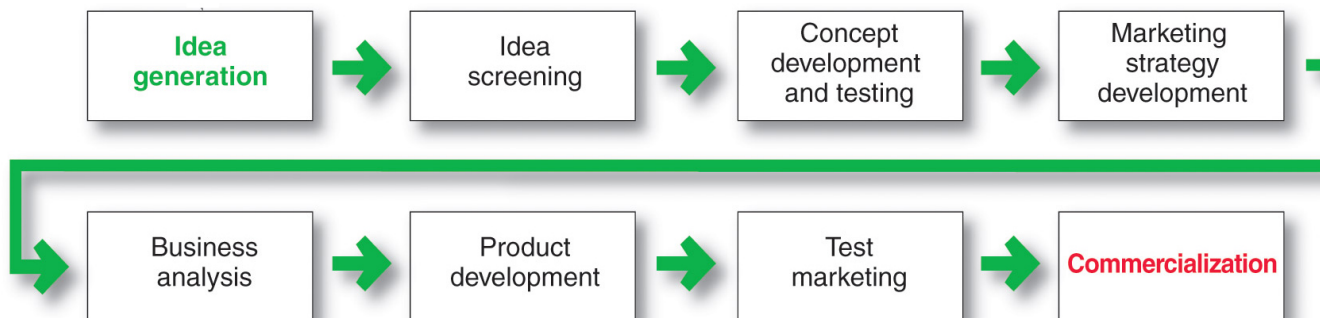 Idea
generation
Idea
screening
Concept
development
and testing
Marketing
strategy
development
Business
analysis
Product
development
Test
marketing
Commercialization